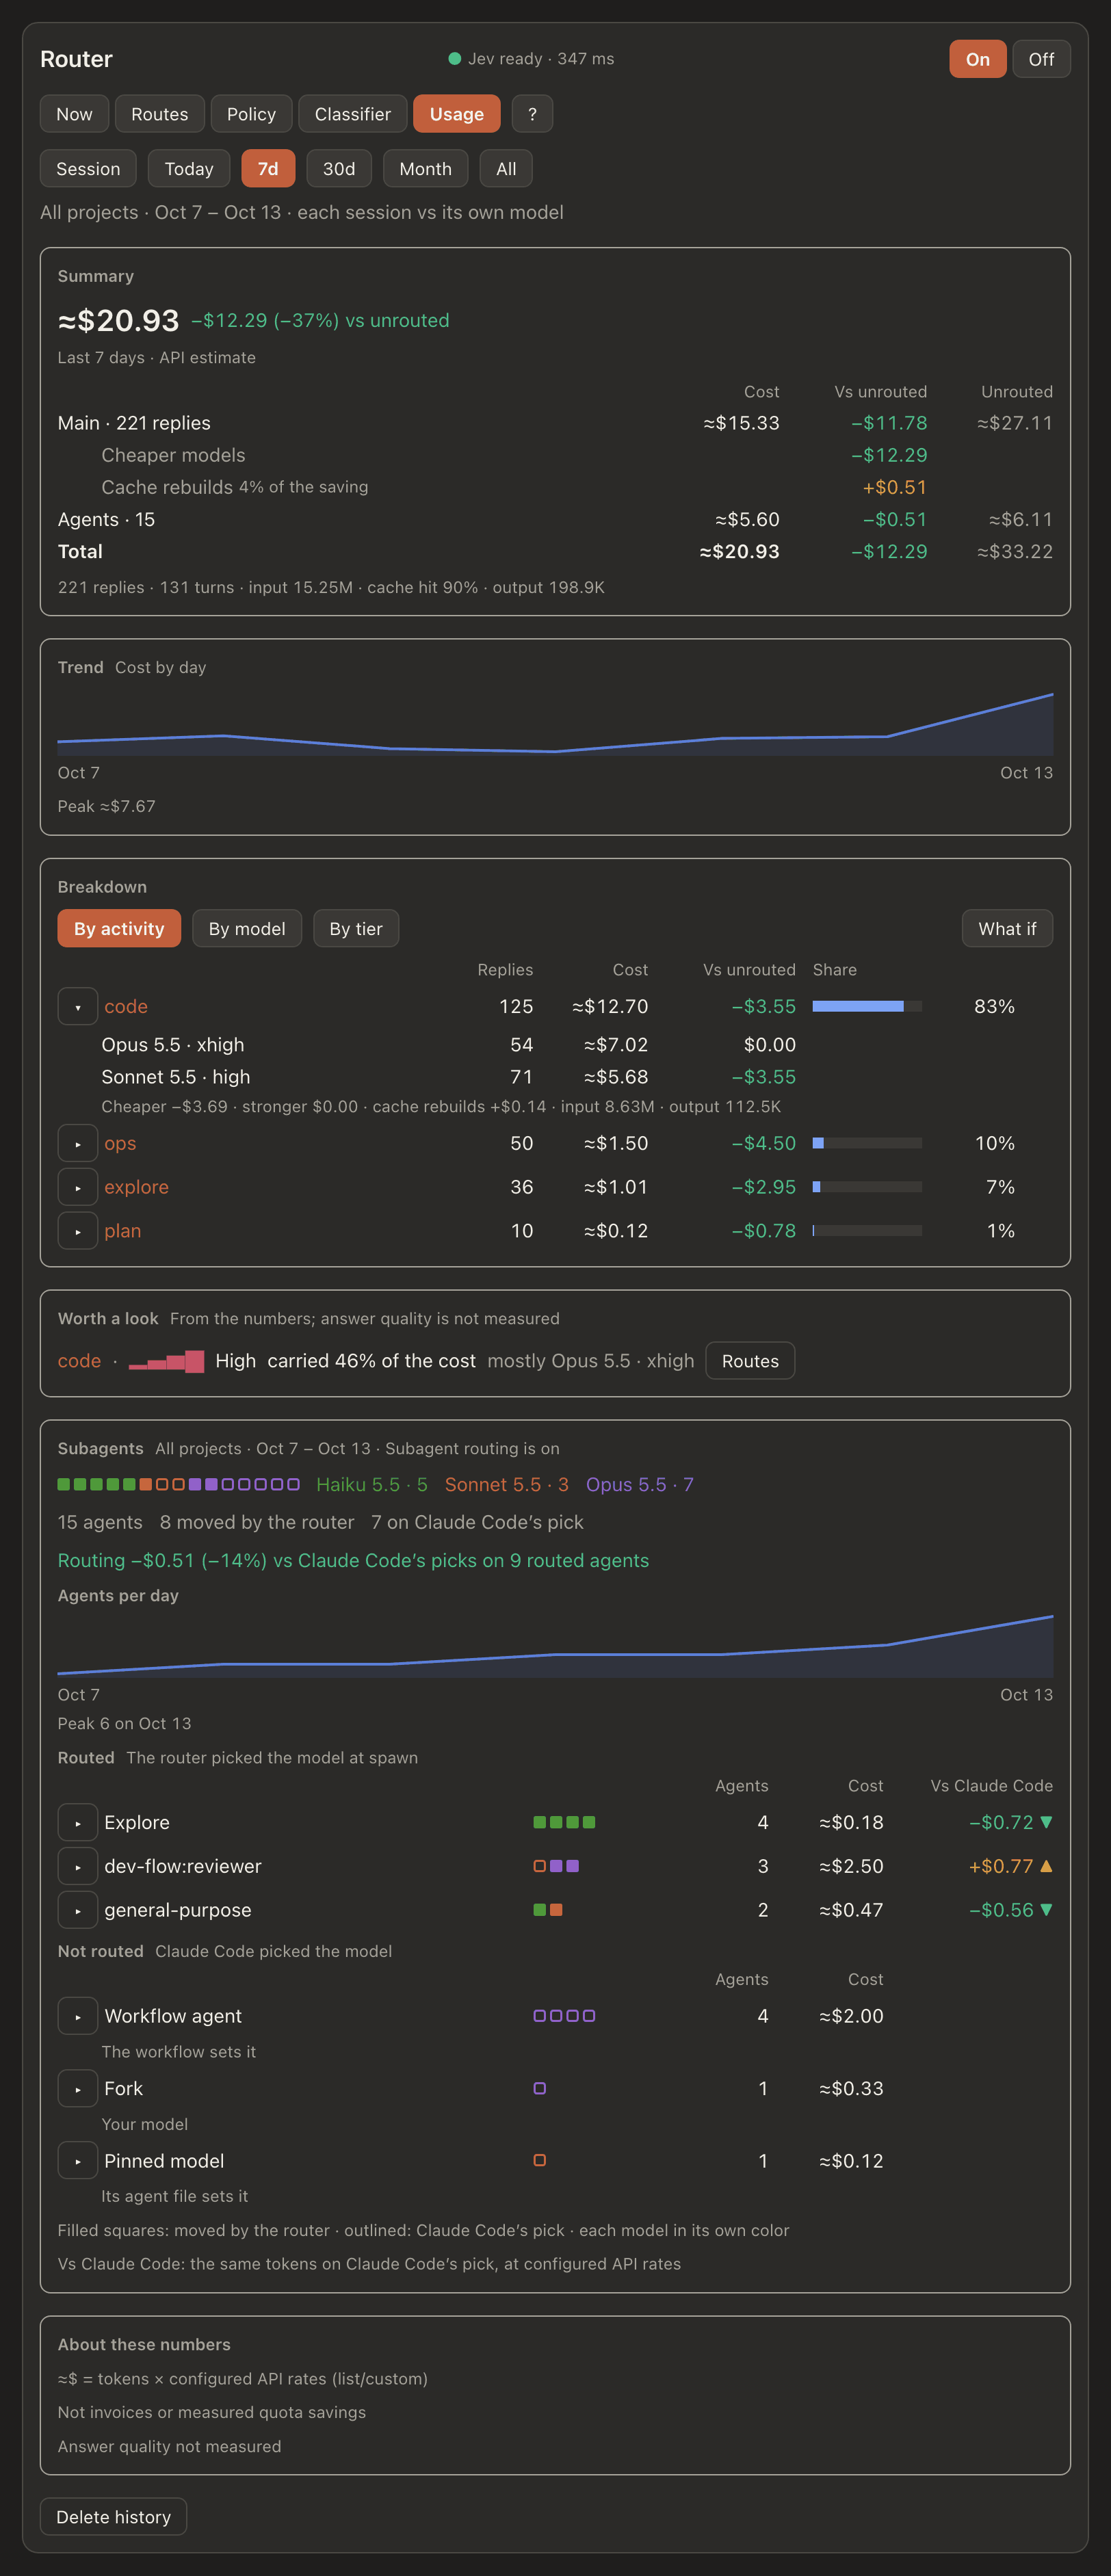 Router
Jev ready · 347 ms
On Off
Now Routes Policy Classifier Usage ?
Session Today 7d 30d Month All
All projects · Oct 7 – Oct 13 · each session vs its own model
Summary
≈$20.93 −$12.29 (−37%) vs unrouted
Last 7 days · API estimate
Cost Vs unrouted Unrouted
Main · 221 replies ≈$15.33 −$11.78 ≈$27.11
Cheaper models −$12.29
Cache rebuilds 4% of the saving +$0.51
Agents · 15 ≈$5.60 −$0.51 ≈$6.11
Total ≈$20.93 −$12.29 ≈$33.22
221 replies · 131 turns · input 15.25M · cache hit 90% · output 198.9K
Trend Cost by day
Oct 7 Oct 13
Peak ≈$7.67
Breakdown
By activity By model By tier What if
Replies Cost Vs unrouted Share
code 125 ≈$12.70 −$3.55 83%
Opus 5.5 · xhigh 54 ≈$7.02 $0.00
Sonnet 5.5 · high 71 ≈$5.68 −$3.55
Cheaper −$3.69 · stronger $0.00 · cache rebuilds +$0.14 · input 8.63M · output 112.5K
ops 50 ≈$1.50 −$4.50 10%
explore 36 ≈$1.01 −$2.95 7%
plan 10 ≈$0.12 −$0.78 1%
Worth a look From the numbers; answer quality is not measured
code · High carried 46% of the cost mostly Opus 5.5 · xhigh Routes
Subagents All projects · Oct 7 – Oct 13 · Subagent routing is on
Haiku 5.5 · 5 Sonnet 5.5 · 3 Opus 5.5 · 7
15 agents 8 moved by the router 7 on Claude Code’s pick
Routing −$0.51 (−14%) vs Claude Code’s picks on 9 routed agents
Agents per day
Oct 7 Oct 13
Peak 6 on Oct 13
Routed The router picked the model at spawn
Agents Cost Vs Claude Code
Explore 4 ≈$0.18 −$0.72 ▼
dev-flow:reviewer 3 ≈$2.50 +$0.77 ▲
general-purpose 2 ≈$0.47 −$0.56 ▼
Not routed Claude Code picked the model
Agents Cost
Workflow agent 4 ≈$2.00
The workflow sets it
Fork 1 ≈$0.33
Your model
Pinned model 1 ≈$0.12
Its agent file sets it
Filled squares: moved by the router · outlined: Claude Code’s pick · each model in its own color
Vs Claude Code: the same tokens on Claude Code’s pick, at configured API rates
About these numbers
≈$ = tokens × configured API rates (list/custom)
Not invoices or measured quota savings
Answer quality not measured
Delete history